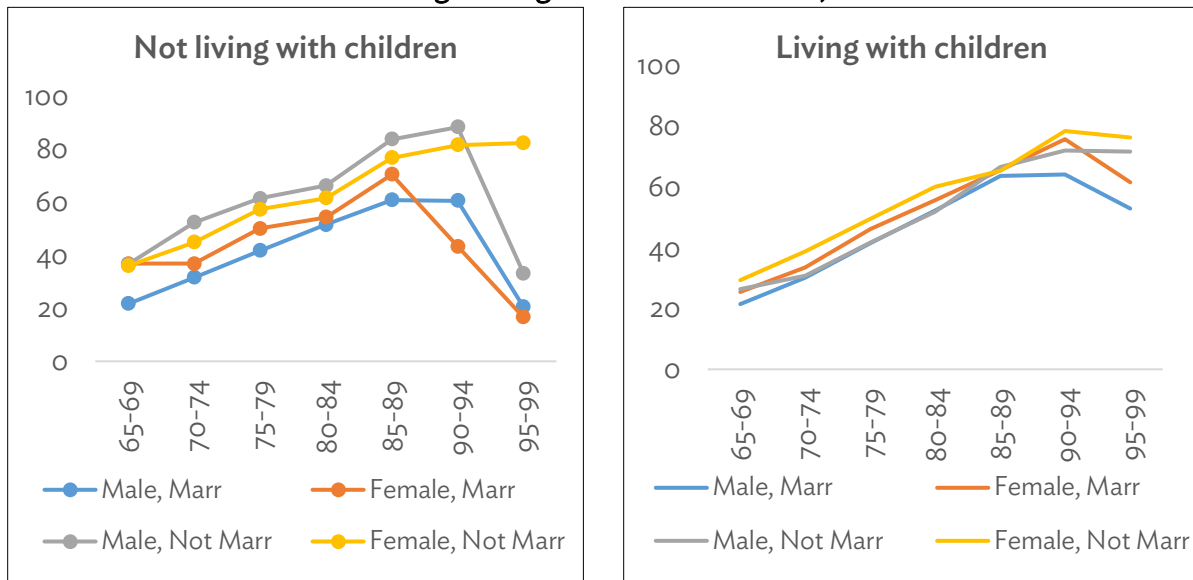 Not living with children
100
80
60
40
20
0
65-69
70-74
75-79
80-84
85-89
90-94
95-99
Male, Marr
Female, Marr
Male, Not Marr
Female, Not Marr
Living with children
100
80
60
40
20
0
65-69
70-74
75-79
80-84
85-89
90-94
95-99
Male, Marr
Female, Marr
Male, Not Marr
Female, Not Marr